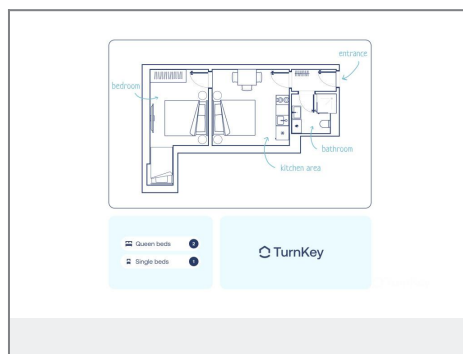 entrance
bedroom
bathroom
kitchen area
Queen beds 2
Single beds 1
TurnKey